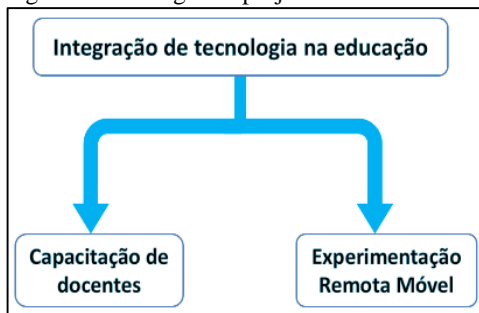 Integração de tecnologia na educação
Capacitação de
docentes
Experimentação
Remota Móvel